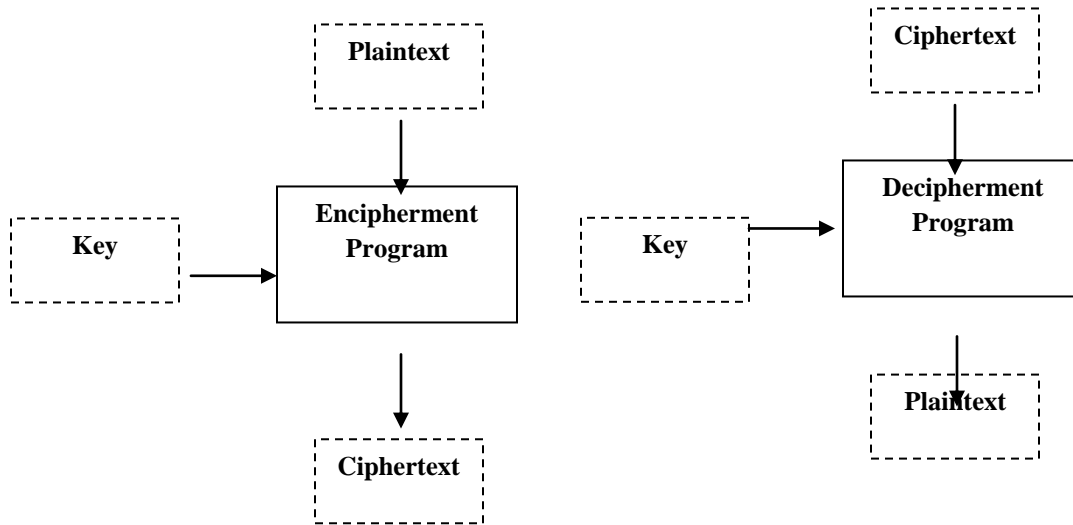 Plaintext
Encipherment
Program
Key
Ciphertext
Ciphertext
Decipherment
Program
Key
Plaintext